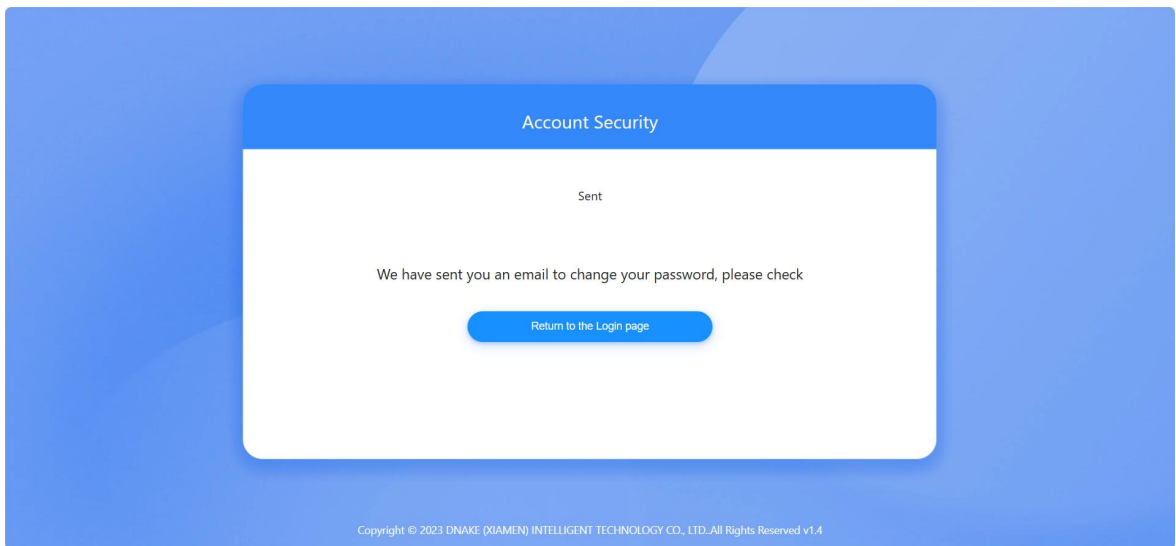 Account Security
Sent
We have sent you an email to change your password, please check
Return to the Login page
Copyright © 2023 DNAKE (XIAMEN) INTELLIGENT TECHNOLOGY CO., LTD..All Rights Reserved v1.4